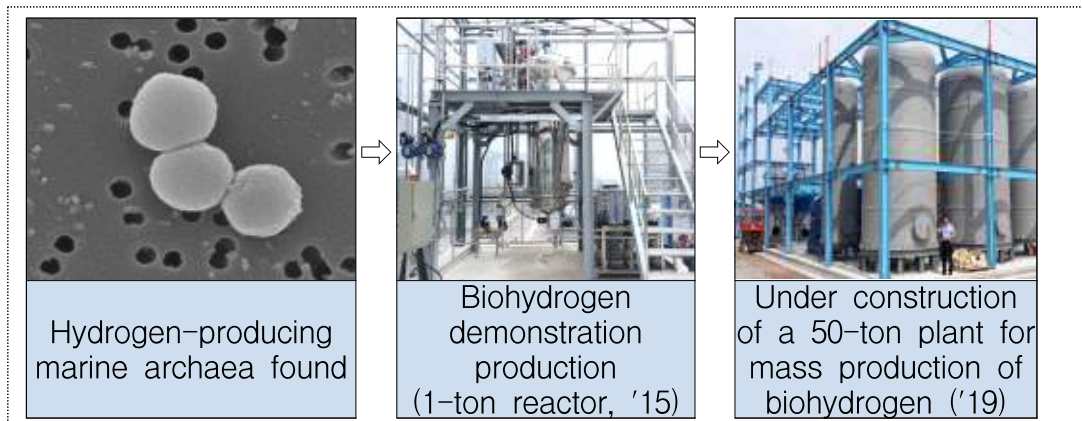 Hydrogen-producing
marine archaea found
Biohydrogen
demonstration
production
(1-ton reactor, '15)
Under construction
of a 50-ton plant for
mass production of
biohydrogen ('19)